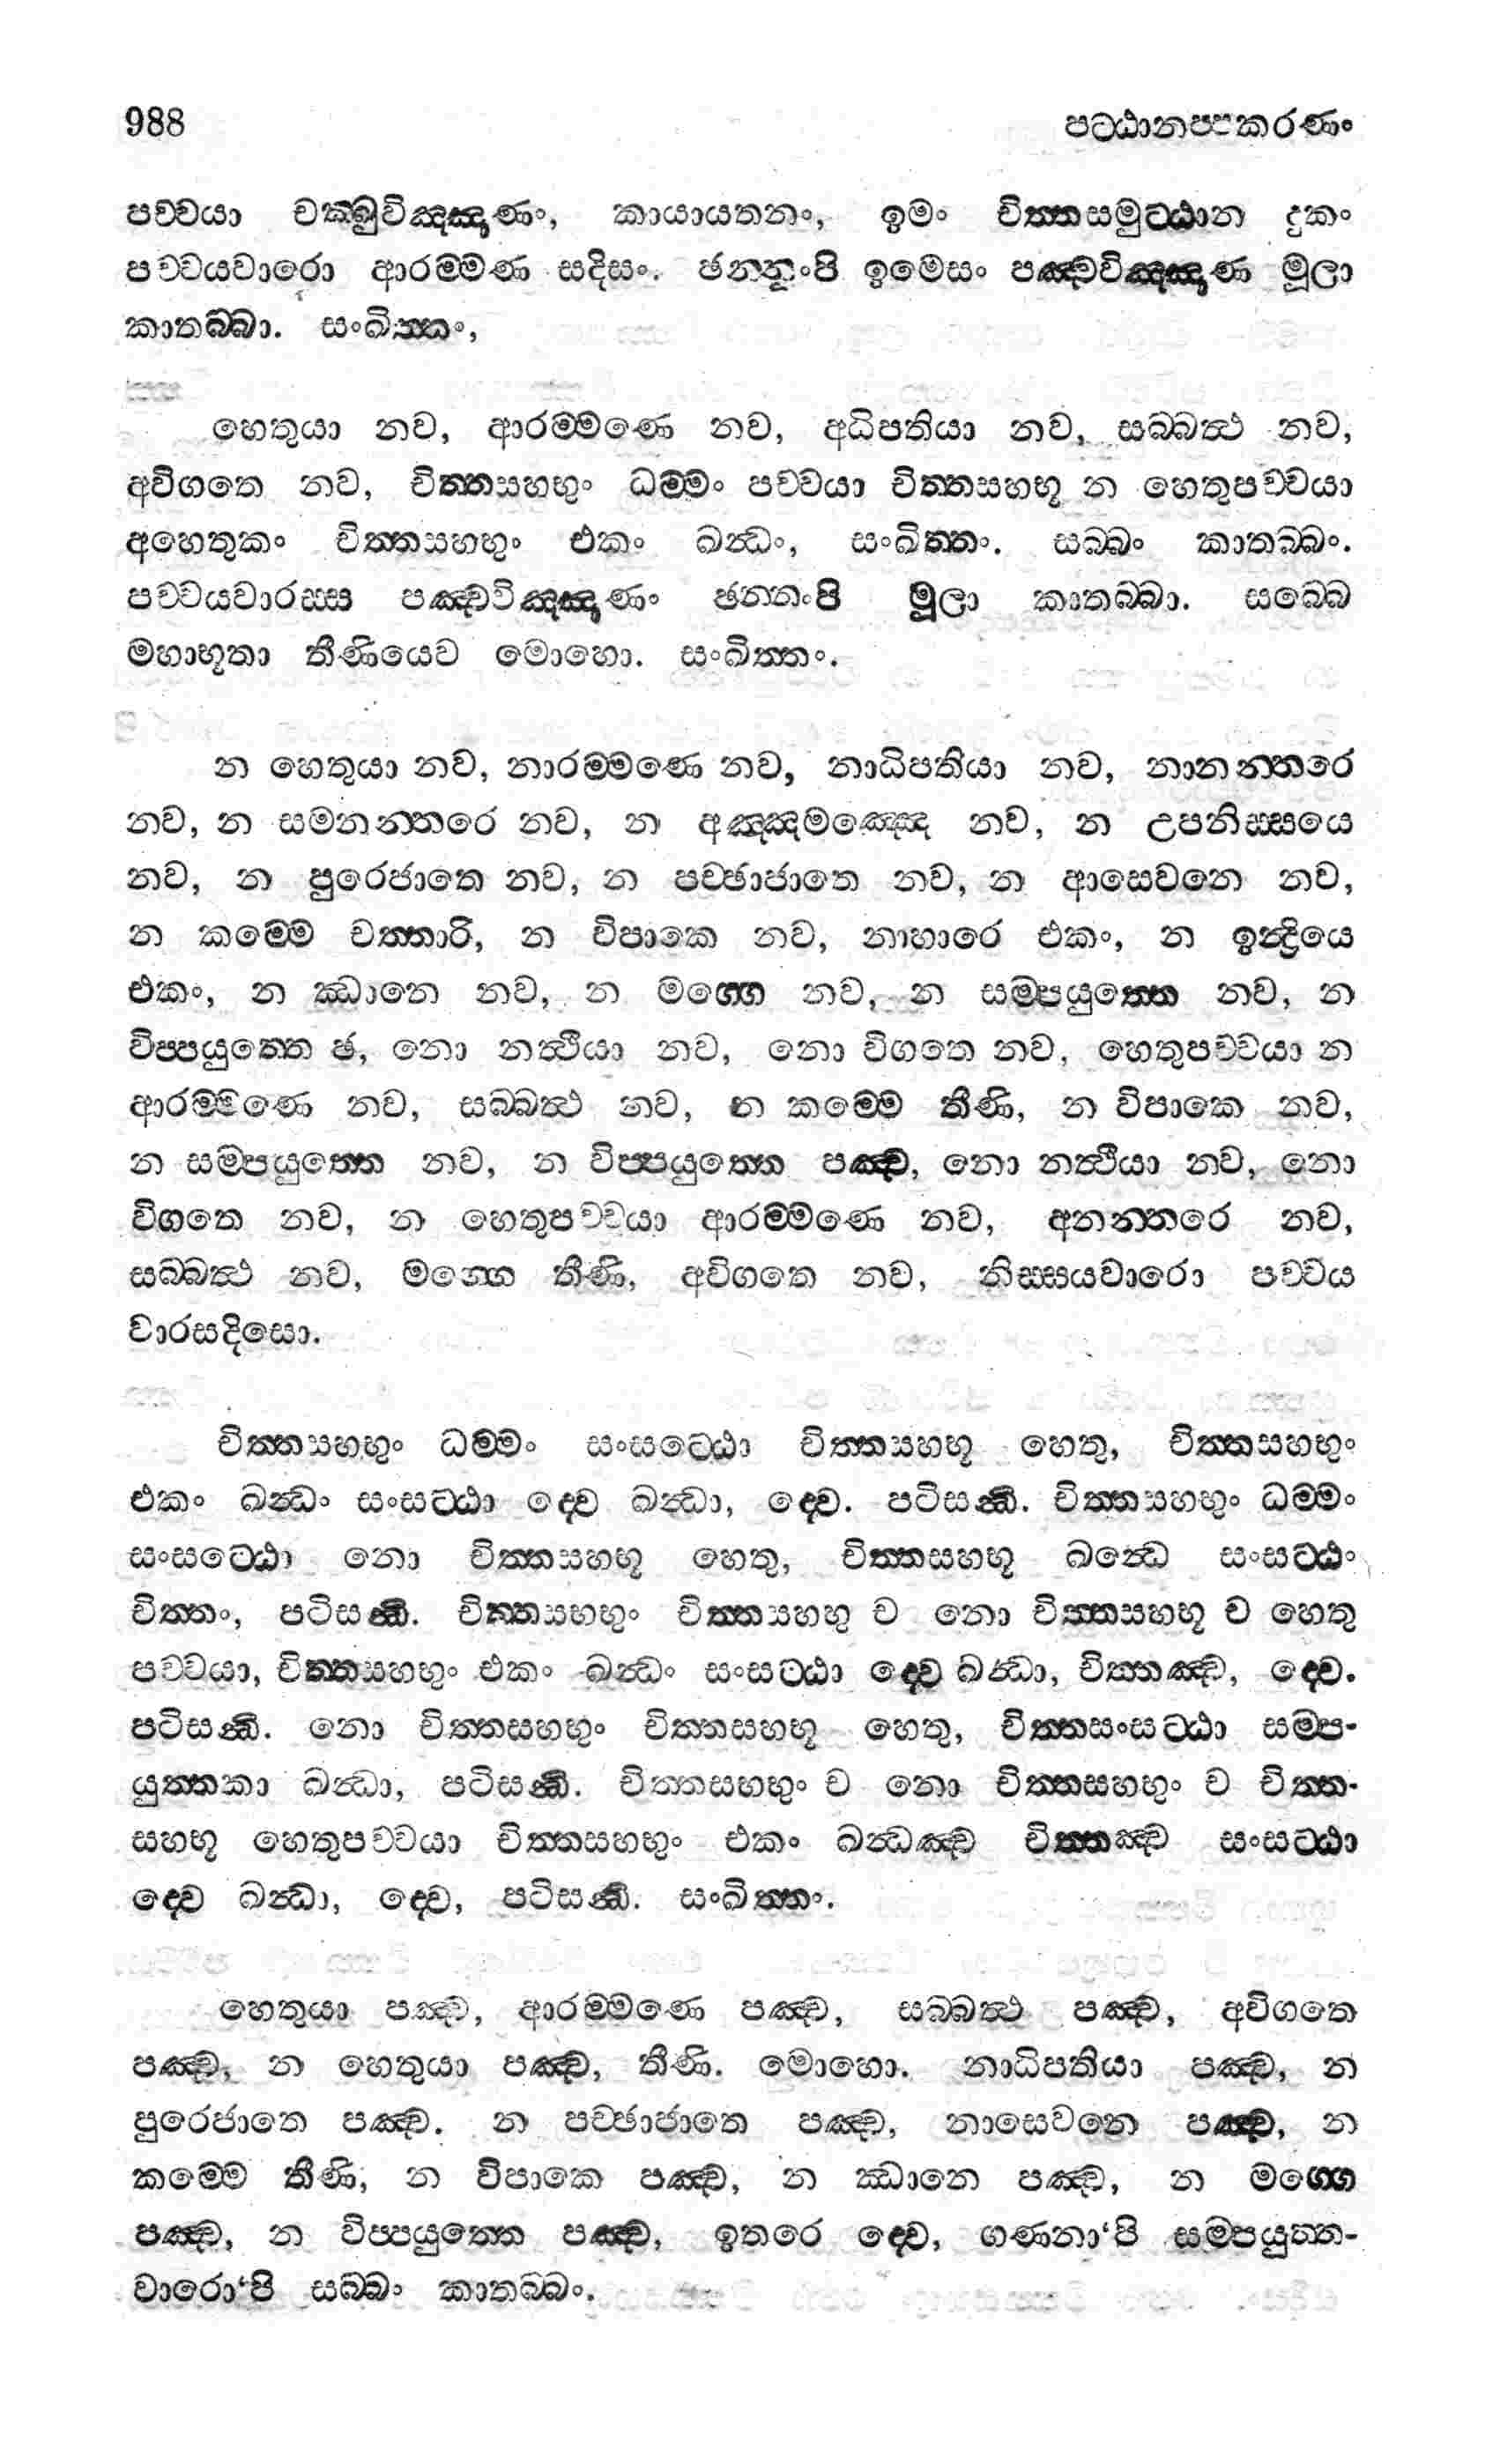 988 පට්ඨානප්පකරණං
පච්චයා චක්ඛුවිඤ්ඤණං, කායායතනං, ඉමං චිත්තසමුට්ඨාන දුකං
පච්චයවාරො ආරම්මණ සදිසං. ඡන්නූංපි ඉමෙසං පඤ්චවිඤ්ඤණ මූලා
කාතබ්බා. සංඛිත්තං,
හෙතුයා නව, ආරම්මණෙ නව, අධිපතියා නව, සබ්බත්ථ නව,
අවිගතෙ නව, චිත්තසහභුං ධම්මං පච්චයා චිත්තසහභූ න හෙතුපච්චයා
අහෙතුකං චිත්තසහභුං එකං ඛන්ධං, සංඛිත්තං. සබ්බං කාතබ්බං.
පච්චයවාරස්ස පඤ්චවිඤ්ඤණං ඡන්නංපි මූලා කාතබ්බා. සබ්බෙ
මහාභූතා තීණියෙව මොහො. සංඛිත්තං.
න හෙතුයා නව, නාරම්මණෙ නව, නාධිපතියා නව, නානන්තරෙ
නව, න සමනන්තරෙ නව, න අඤ්ඤමඤ්ඤෙ නව, න උපනිස්සයෙ
නව, න පුරෙජාතෙ නව, න පච්ඡාජාතෙ නව, න ආසෙවනෙ නව,
න කම්මෙ චත්තාරි, න විපාකෙ නව, නාහාරෙ එකං, න ඉන්ද්‍රියෙ
එකං, න ඣානෙ නව, න මග්ගෙ නව, න සම්පයුත්තෙ නව, න
විප්පයුත්තෙ ඡ, නො නත්ථියා නව, නො විගතෙ නව, හෙතුපච්චයා න
ආරම්මණෙ නව, සබ්බත්ථ නව, න කම්මෙ තීණි, න විපාකෙ නව,
න සම්පයුත්තෙ නව, න විප්පයුත්තෙ පඤ්ච, නො නත්ථියා නව, නො
විගතෙ නව, න හෙතුපච්චයා ආරම්මණෙ නව, අනන්තරෙ නව,
සබ්බත්ථ නව, මග්ගෙ තීණි, අවිගතෙ නව, නිස්සයවාරො පච්චය
වාරසදිසො.
චිත්තසහභුං ධම්මං සංසට්ඨො චිත්තසහභූ හෙතු, චිත්තසහභුං
එකං ඛන්ධං සංසට්ඨා ද්වෙ ඛන්ධා, ද්වෙ. පටිසන්ධි. චිත්තසහභුං ධම්මං
සංසට්ඨො නො චිත්තසහභූ හෙතු, චිත්තසහභූ ඛන්ධෙ සංසට්ඨං
චිත්තං, පටිසන්ධි. චිත්තසහභුං චිත්තසහභු ච නො චිත්තසහභූ ච හෙතු
පච්චයා, චිත්තසහභුං එකං ඛන්ධං සංසට්ඨා ද්වෙ ඛන්ධා, චිත්තඤ්ච, ද්වෙ.
පටිසන්ධි. නො චිත්තසහභුං චිත්තසහභූ හෙතු, චිත්තසංසට්ඨා සම්ප-
යුත්තකා ඛන්ධා, පටිසන්ධි. චිත්තසහභුං ච නො චිත්තසහභුං ච චිත්ත-
සහභූ හෙතුපච්චයා චිත්තසහභුං එකං ඛන්ධඤ්ච චිත්තඤ්ච සංසට්ඨා
ද්වෙ ඛන්ධා, ද්වෙ, පටිසන්ධි. සංඛිත්තං.
හෙතුයා පඤ්ච, ආරම්මණෙ පඤ්ච, සබ්බත්ථ පඤ්ච, අවිගතෙ
පඤ්ච, න හෙතුයා පඤ්ච, තීණි. මොහො. නාධිපතියා පඤ්ච, න
පුරෙජාතෙ පඤ්ච. න පච්ඡාජාතෙ පඤ්ච, නාසෙවනෙ පඤ්ච, න
කම්මෙ තීණි, න විපාකෙ පඤ්ච, න ඣානෙ පඤ්ච, න මග්ගෙ
පඤ්ච, න විප්පයුත්තෙ පඤ්ච, ඉතරෙ ද්වෙ, ගණනා‘පි සම්පයුත්ත-
වාරො‘පි සබ්බං කාතබ්බං.